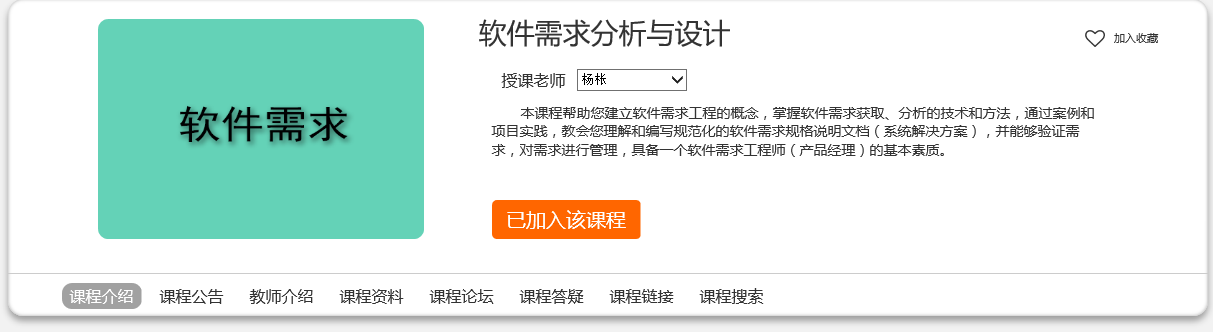 软件需求分析与设计
加入收藏
软件需求
授课老师 杨枨
本课程帮助您建立软件需求工程的概念，掌握软件需求获取、分析的技术和方法，通过案例和
项目实践，教会您理解和编写规范化的软件需求规格说明文档（系统解决方案），并能够验证需
求，对需求进行管理，具备一个软件需求工程师（产品经理）的基本素质。
已加入该课程
课程介绍 课程公告 教师介绍 课程资料 课程论坛 课程答疑 课程链接 课程搜索